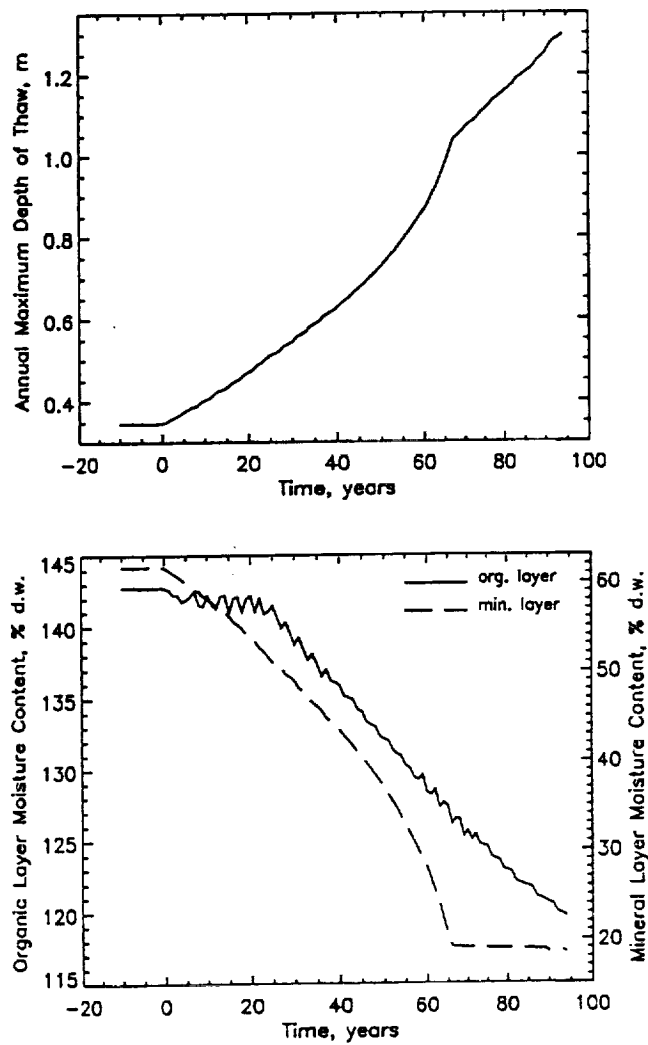 Annual Maximum Depth of Thaw, m
1.2
1.0
0.8
0.6
0.4
-20 0 20 40 60 80 100
Time, years
Organic Layer Moisture Content, % d.w.
145
140
135
130
125
120
115
org. layer
min. layer
60
50
40
30
20
Mineral Layer Moisture Content, % d.w.
-20 0 20 40 60 80 100
Time, years